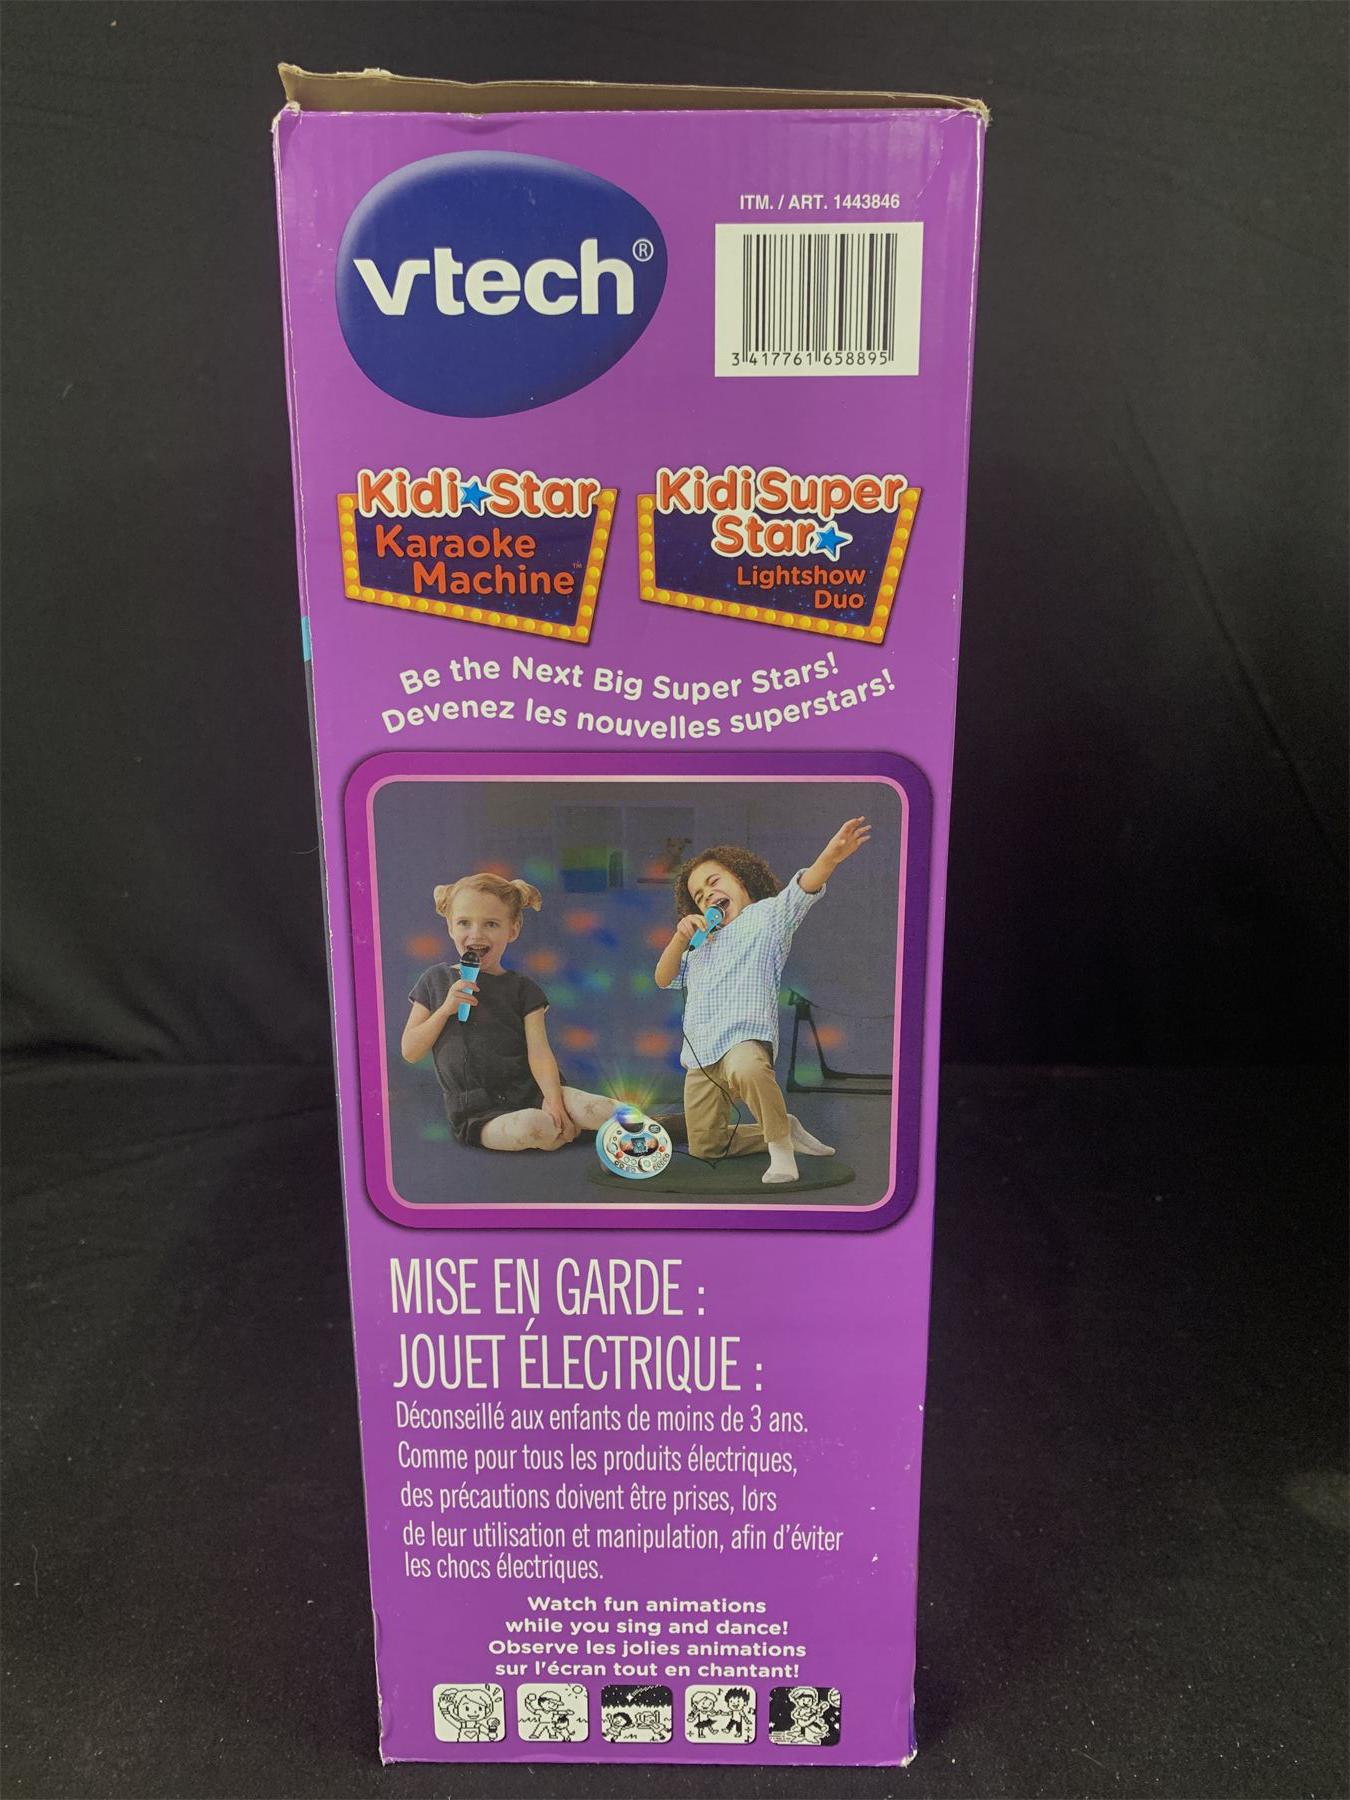 vtech®
ITM. / ART. 1443846
3 417761 658895
Kidi Star
Karaoke
Machine™
KidiSuper
Star
Lightshow
Duo
Be the Next Big Super Stars!
Devenez les nouvelles superstars!
MISE EN GARDE :
JOUET ÉLECTRIQUE :
Déconseillé aux enfants de moins de 3 ans.
Comme pour tous les produits électriques,
des précautions doivent être prises, lors
de leur utilisation et manipulation, afin d'éviter
les chocs électriques.
Watch fun animations
while you sing and dance!
Observe les jolies animations
sur l'écran tout en chantant!